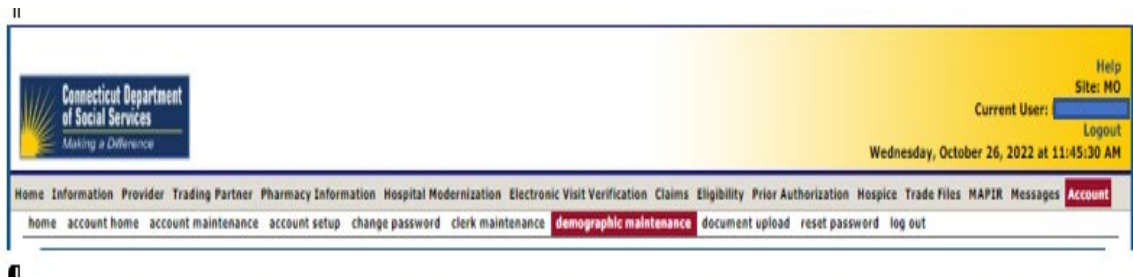 Connecticut Department
of Social Services
Making a Difference
Help
Site: MO
Current User:
Logout
Wednesday, October 26, 2022 at 11:45:30 AM
Home Information Provider Trading Partner Pharmacy Information Hospital Modernization Electronic Visit Verification Claims Eligibility Prior Authorization Hospice Trade Files MAPIR Messages Account
home account home account maintenance account setup change password clerk maintenance demographic maintenance document upload reset password log out
¶